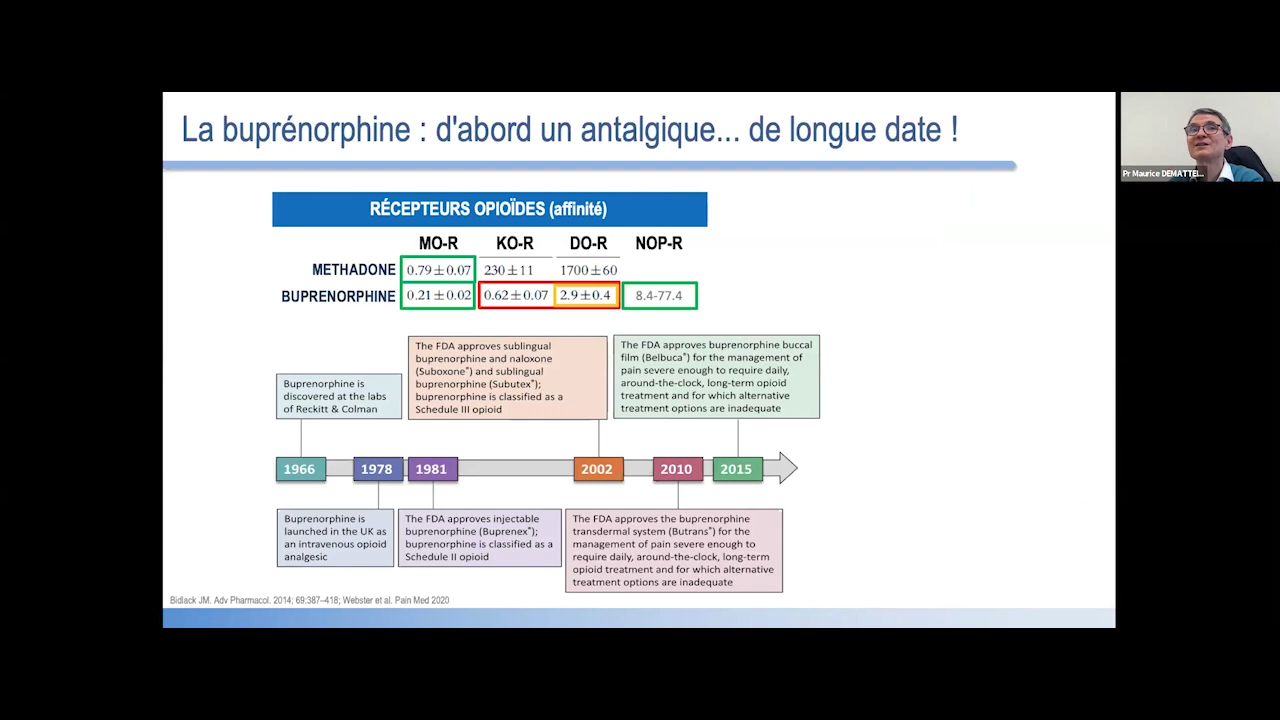 La buprénorphine : d'abord un antalgique... de longue date !
RÉCEPTEURS OPIOÏDES (affinité)
MO-R KO-R DO-R NOP-R
METHADONE 0.79±0.07 230±11 1700±60
BUPRENORPHINE 0.21±0.02 0.62±0.07 2.9±0.4 8.4-77.4
Buprenorphine is
discovered at the labs
of Reckitt & Colman
The FDA approves sublingual
buprenorphine and naloxone
(Suboxone®) and sublingual
buprenorphine (Subutex®);
buprenorphine is classified as a
Schedule III opioid
The FDA approves buprenorphine buccal
film (Belbuca®) for the management of
pain severe enough to require daily,
around-the-clock, long-term opioid
treatment and for which alternative
treatment options are inadequate
1966 1978 1981 2002 2010 2015
Buprenorphine is
launched in the UK as
an intravenous opioid
analgesic
The FDA approves injectable
buprenorphine (Buprenex®);
buprenorphine is classified as a
Schedule II opioid
The FDA approves the buprenorphine
transdermal system (Butrans®) for the
management of pain severe enough to
require daily, around-the-clock, long-term
opioid treatment and for which alternative
treatment options are inadequate
Bidlack JM. Adv Pharmacol. 2014; 69:387–418; Webster et al. Pain Med 2020
Pr Maurice DEMATTEI...